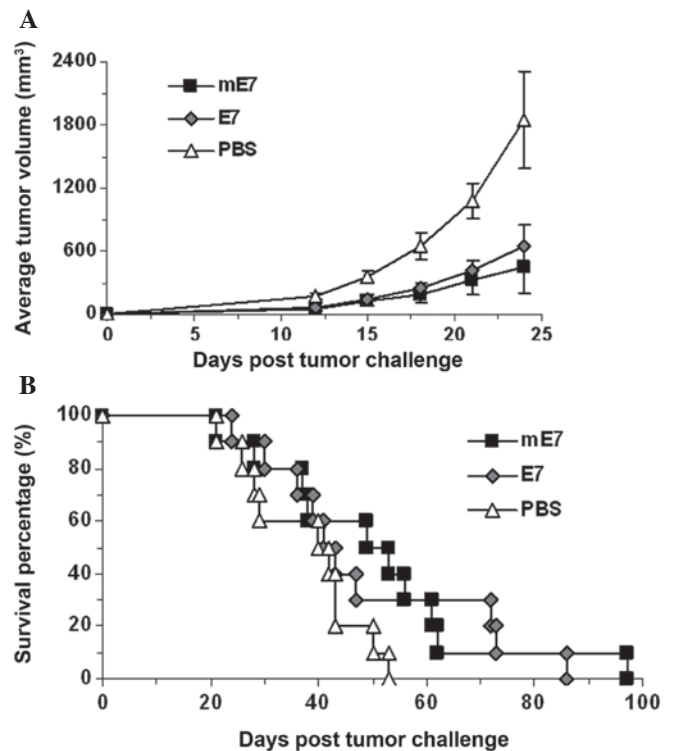 A
Average tumor volume (mm³)
2400
1800
1200
600
0
mE7
E7
PBS
0 5 10 15 20 25
Days post tumor challenge
B
Survival percentage (%)
100
80
60
40
20
0
mE7
E7
PBS
0 20 40 60 80 100
Days post tumor challenge